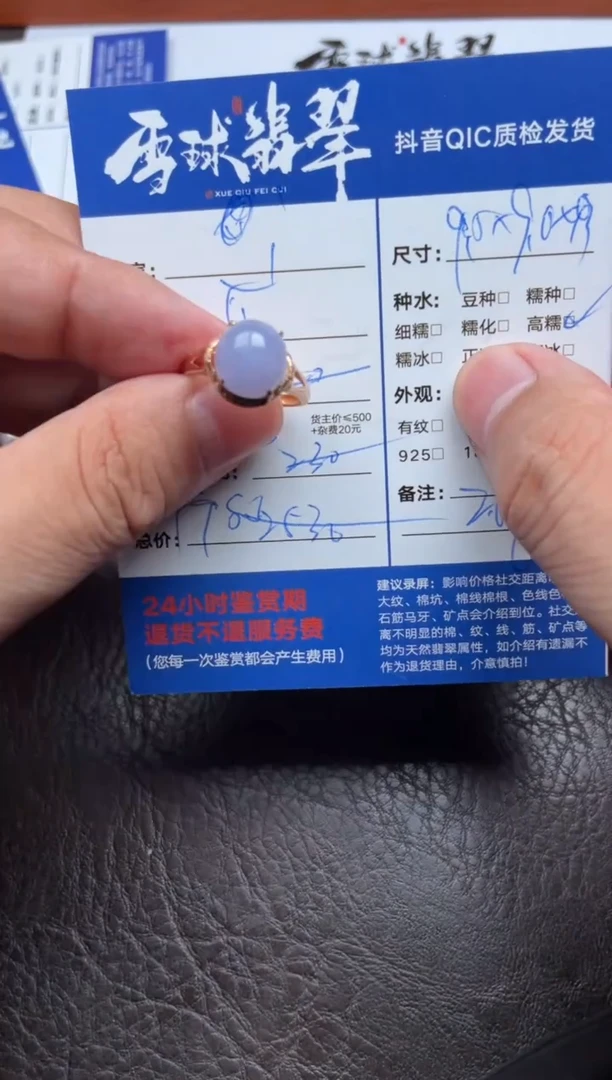 雪球翡翠
XUE QIU FEI CUI
抖音QIC质检发货
尺寸:
种水: 豆种□ 糯种□
细糯□ 糯化□ 高糯□
糯冰□
外观:
有纹□
925□
货主价≤500
+杂费20元
230
备注:
总价:
24小时鉴赏期
退货不退服务费
(您每一次鉴赏都会产生费用)
建议录屏: 影响价格社交距离
大纹、棉坑、棉线棉根、色线色
石筋马牙、矿点会介绍到位。社交
离不明显的棉、纹、线、筋、矿点等
均为天然翡翠属性，如介绍有遗漏不
作为退货理由，介意慎拍!